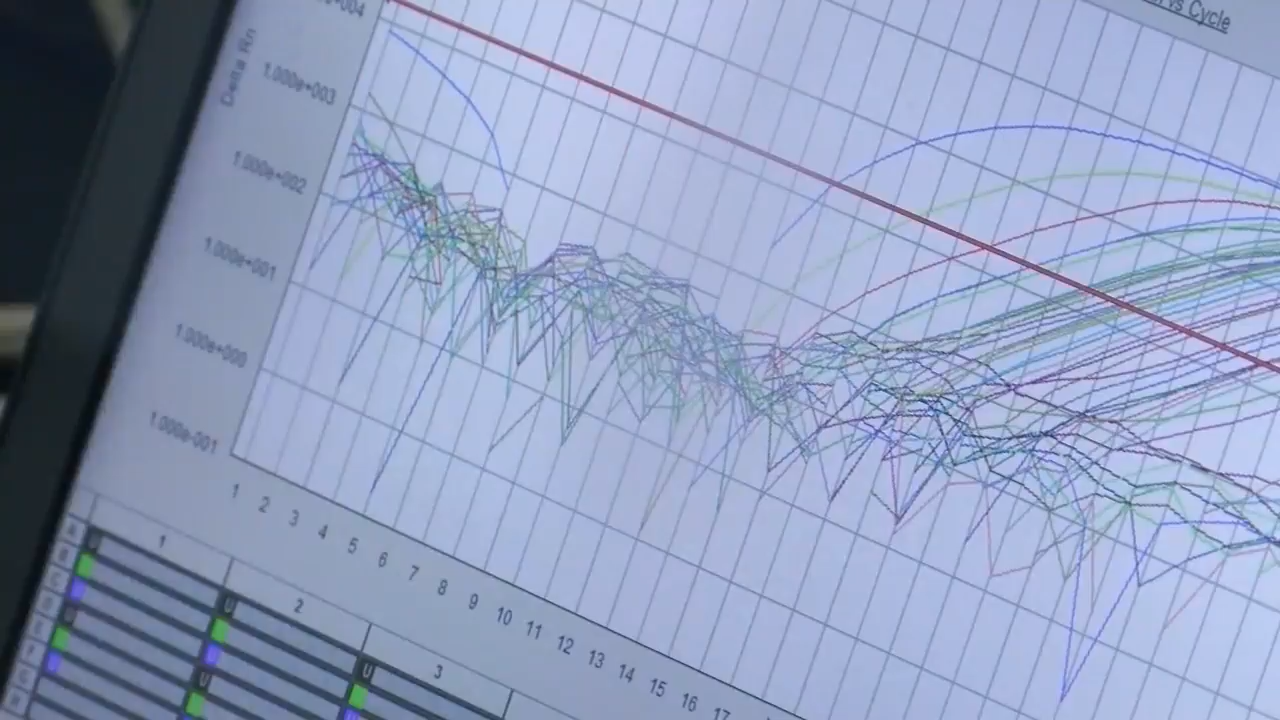 vs Cycle
e+004
Delta Rn
1.000e+003
1.000e+002
1.000e+001
1.000e+000
1.000e-001
1 2 3 4 5 6 7 8 9 10 11 12 13 14 15 16 17
1 2 3
A
B
C
D
F
G
H
U
U
U
U